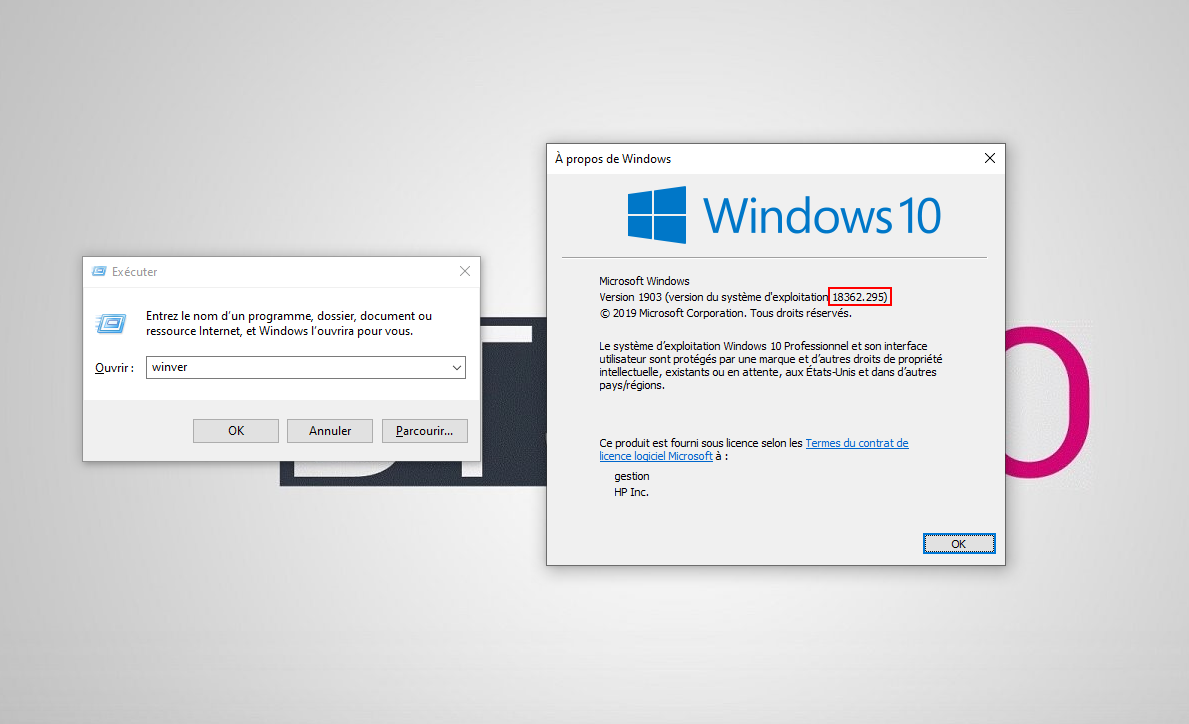 Exécuter
Entrez le nom d'un programme, dossier, document ou
ressource Internet, et Windows l'ouvrira pour vous.
Ouvrir :
winver
OK
Annuler
Parcourir...
À propos de Windows
Windows 10
Microsoft Windows
Version 1903 (version du système d'exploitation 18362.295)
© 2019 Microsoft Corporation. Tous droits réservés.
Le système d'exploitation Windows 10 Professionnel et son interface
utilisateur sont protégés par une marque et d'autres droits de propriété
intellectuelle, existants ou en attente, aux États-Unis et dans d'autres
pays/régions.
Ce produit est fourni sous licence selon les Termes du contrat de
licence logiciel Microsoft à :
gestion
HP Inc.
OK